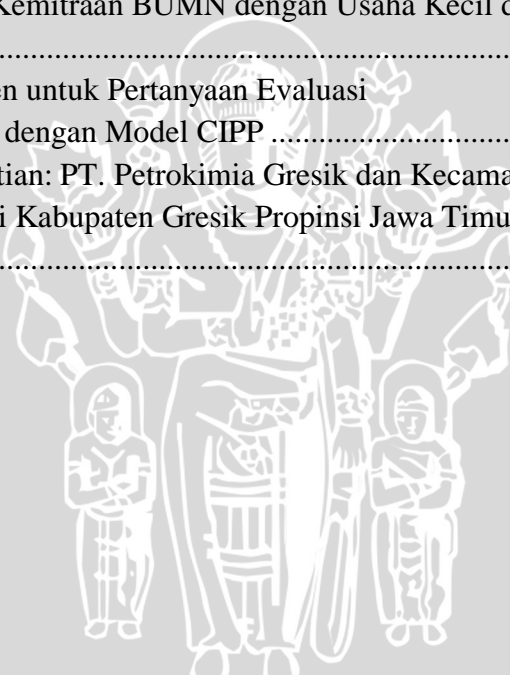 Kemitraan BUMN dengan Usaha Kecil d
..................................................................
en untuk Pertanyaan Evaluasi
dengan Model CIPP ....................................
tian: PT. Petrokimia Gresik dan Kecama
i Kabupaten Gresik Propinsi Jawa Timu
..................................................................